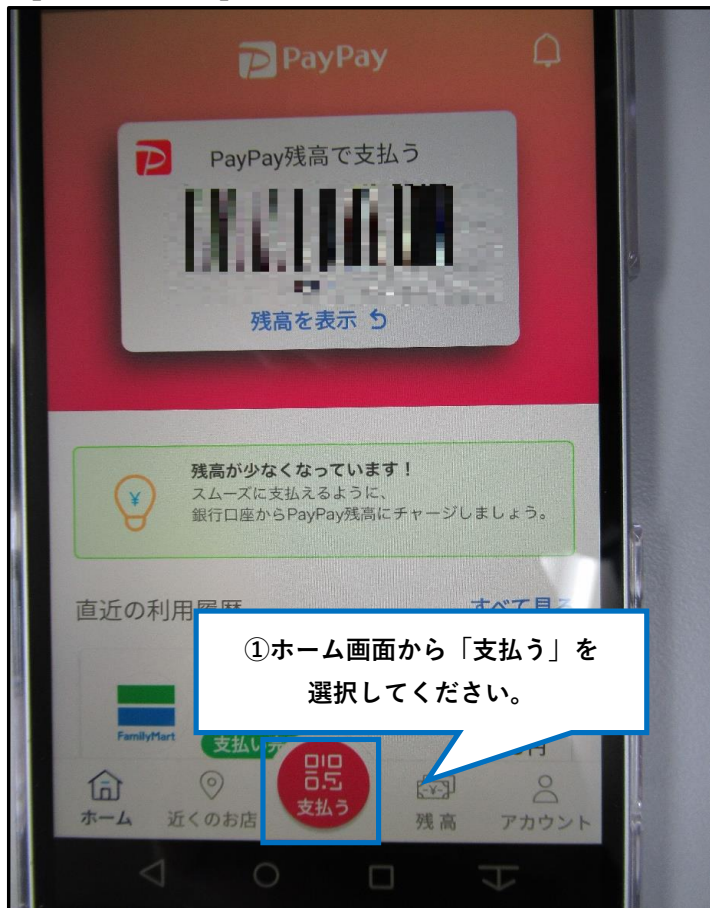 PayPay
PayPay残高で支払う
残高を表示
残高が少なくなっています！
スムーズに支払えるように、
銀行口座からPayPay残高にチャージしましょう。
直近の利用履歴
すべて見る
①ホーム画面から「支払う」を
選択してください。
FamilyMart
支払い完
円
支払う
ホーム
近くのお店
残高
アカウント